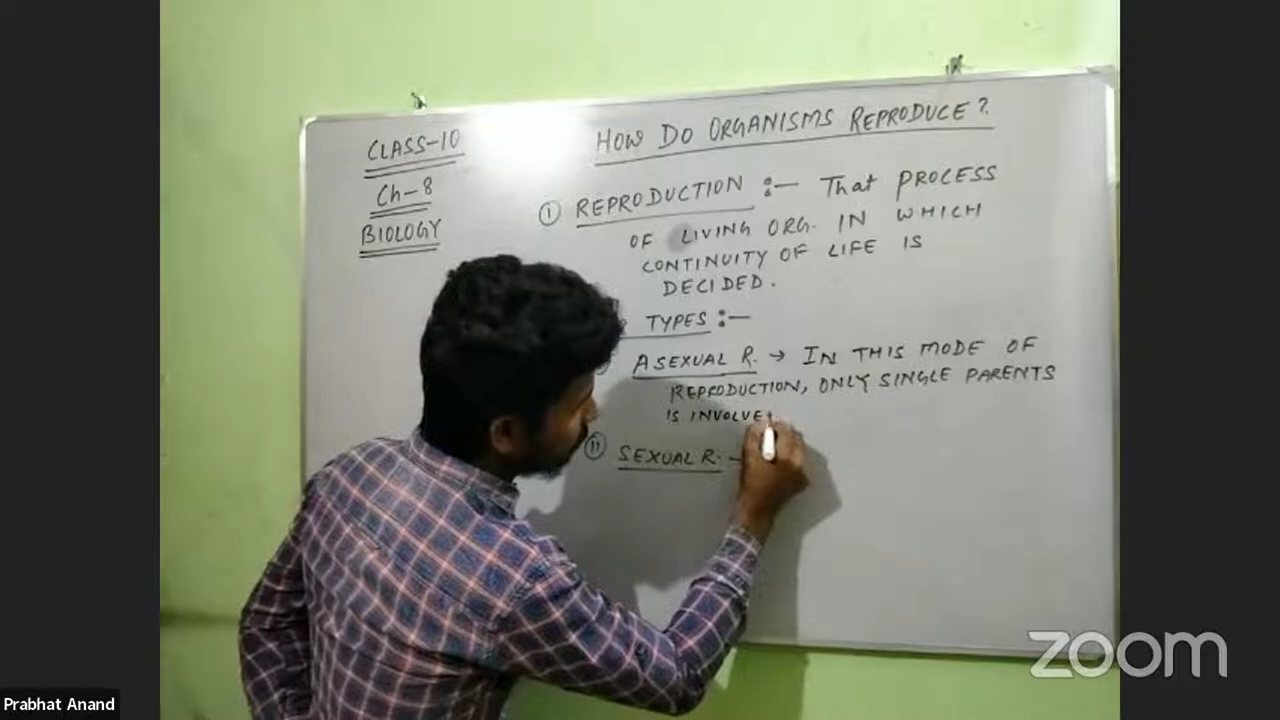 CLASS-10
Ch-8
BIOLOGY
HOW DO ORGANISMS REPRODUCE?
① REPRODUCTION :— That PROCESS
OF LIVING ORG. IN WHICH
CONTINUITY OF LIFE IS
DECIDED.
TYPES :—
ASEXUAL R. → IN THIS MODE OF
REPRODUCTION, ONLY SINGLE PARENTS
IS INVOLVE
ⓘⓘ SEXUAL R. –
zoom
Prabhat Anand